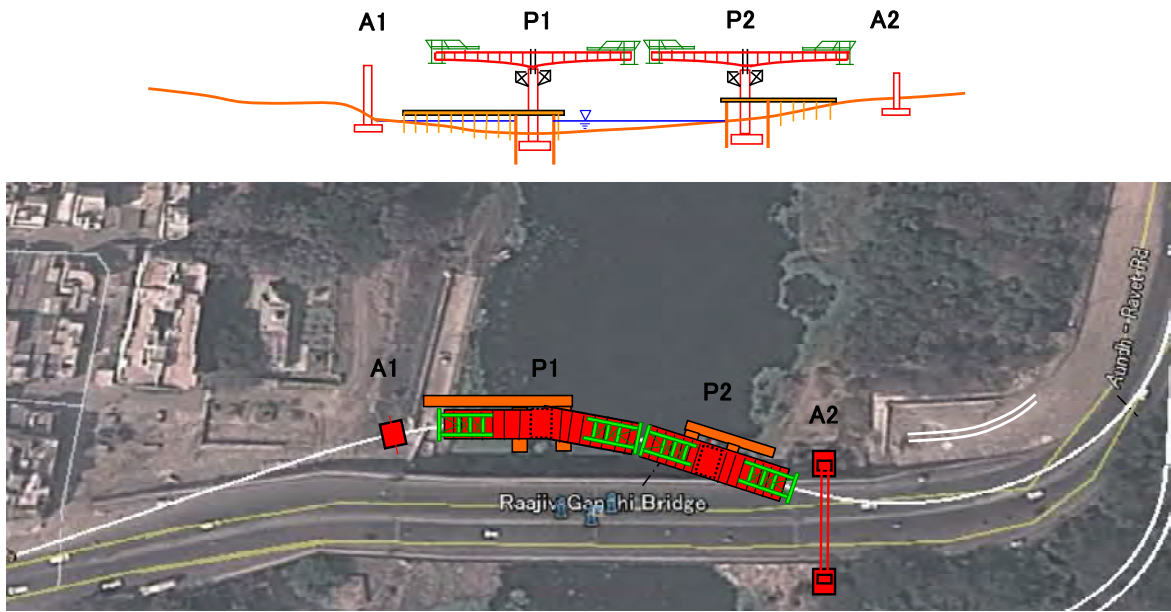 A1
P1
P2
A2
Aundh - Ravet Rd
A1
P1
P2
A2
Raajiv Gandhi Bridge